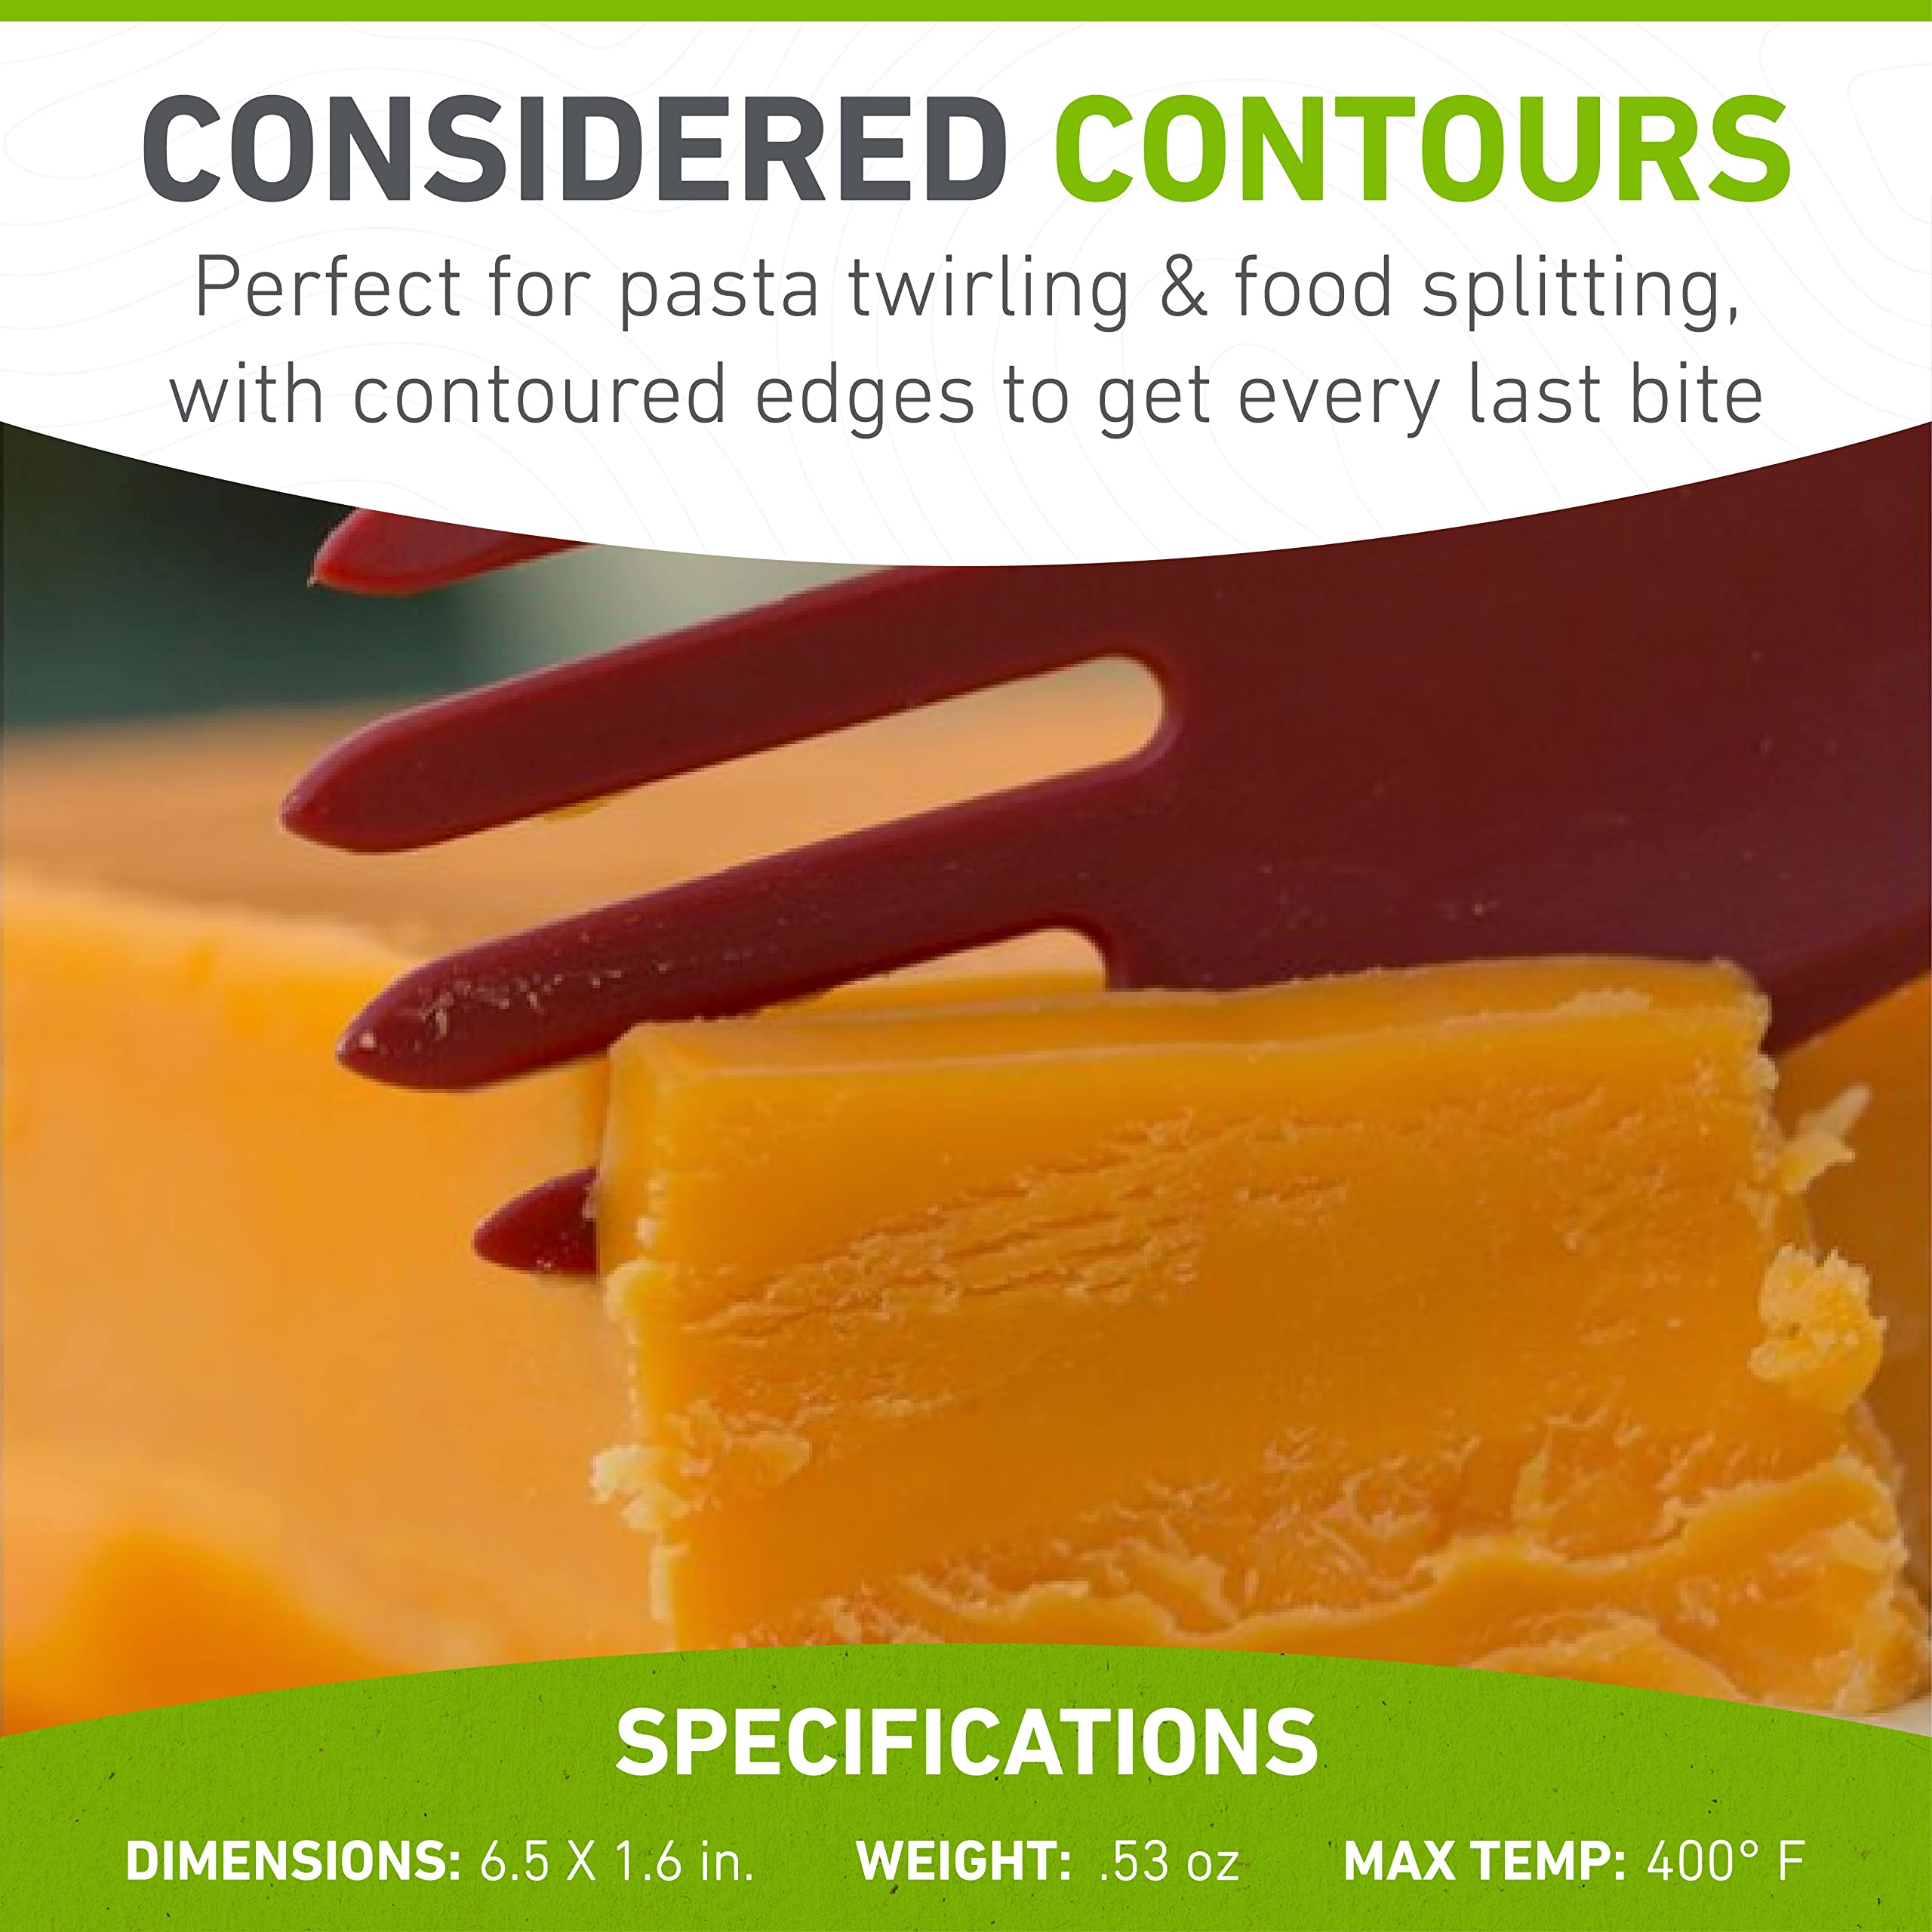 CONSIDERED CONTOURS
Perfect for pasta twirling & food splitting,
with contoured edges to get every last bite
SPECIFICATIONS
DIMENSIONS: 6.5 X 1.6 in. WEIGHT: .53 oz MAX TEMP: 400° F